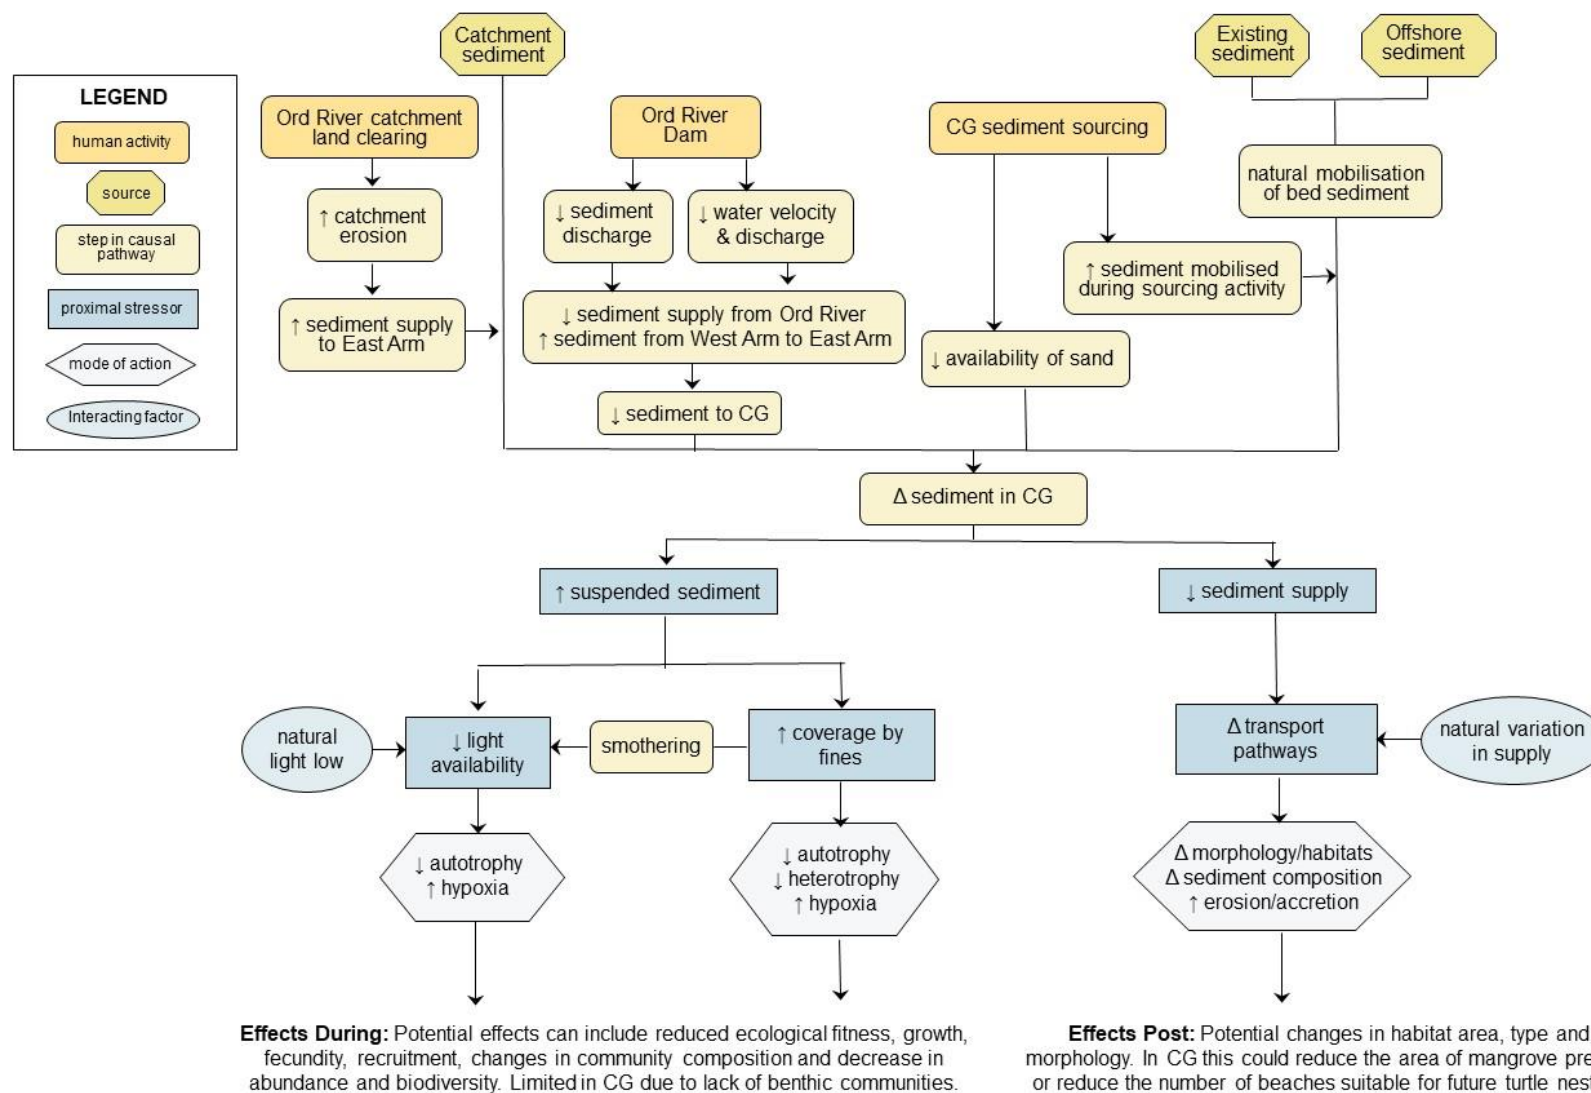 Catchment
sediment
Existing
sediment
Offshore
sediment
LEGEND
human activity
source
step in causal
pathway
proximal stressor
mode of action
Interacting factor
Ord River catchment
land clearing
Ord River
Dam
CG sediment sourcing
natural mobilisation
of bed sediment
↑ catchment
erosion
↓ sediment
discharge
↓ water velocity
& discharge
↑ sediment mobilised
during sourcing activity
↑ sediment supply
to East Arm
↓ sediment supply from Ord River
↑ sediment from West Arm to East Arm
↓ availability of sand
↓ sediment to CG
Δ sediment in CG
↑ suspended sediment
↓ sediment supply
natural
light low
↓ light
availability
smothering
↑ coverage by
fines
Δ transport
pathways
natural variation
in supply
↓ autotrophy
↑ hypoxia
↓ autotrophy
↓ heterotrophy
↑ hypoxia
Δ morphology/habitats
Δ sediment composition
↑ erosion/accretion
Effects During: Potential effects can include reduced ecological fitness, growth,
fecundity, recruitment, changes in community composition and decrease in
abundance and biodiversity. Limited in CG due to lack of benthic communities.
Effects Post: Potential changes in habitat area, type and
morphology. In CG this could reduce the area of mangrove pre
or reduce the number of beaches suitable for future turtle nest